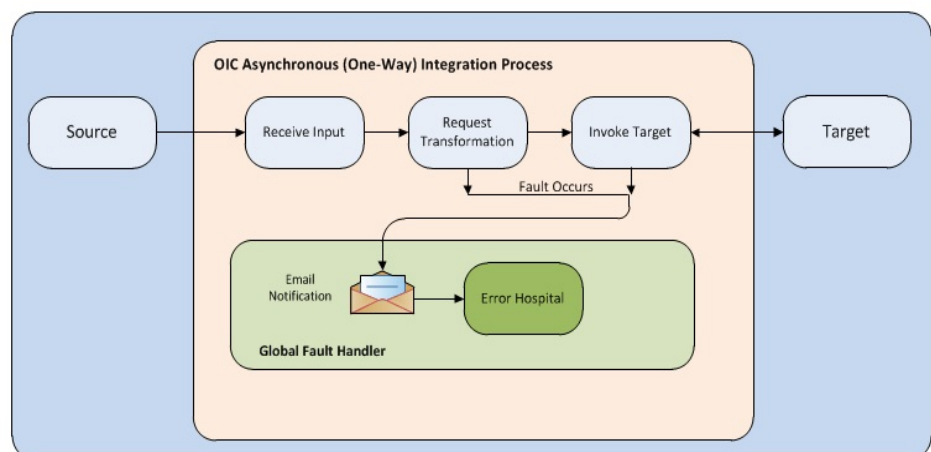 OIC Asynchronous (One-Way) Integration Process
Source
Receive Input
Request
Transformation
Invoke Target
Target
Fault Occurs
Email
Notification
Error Hospital
Global Fault Handler